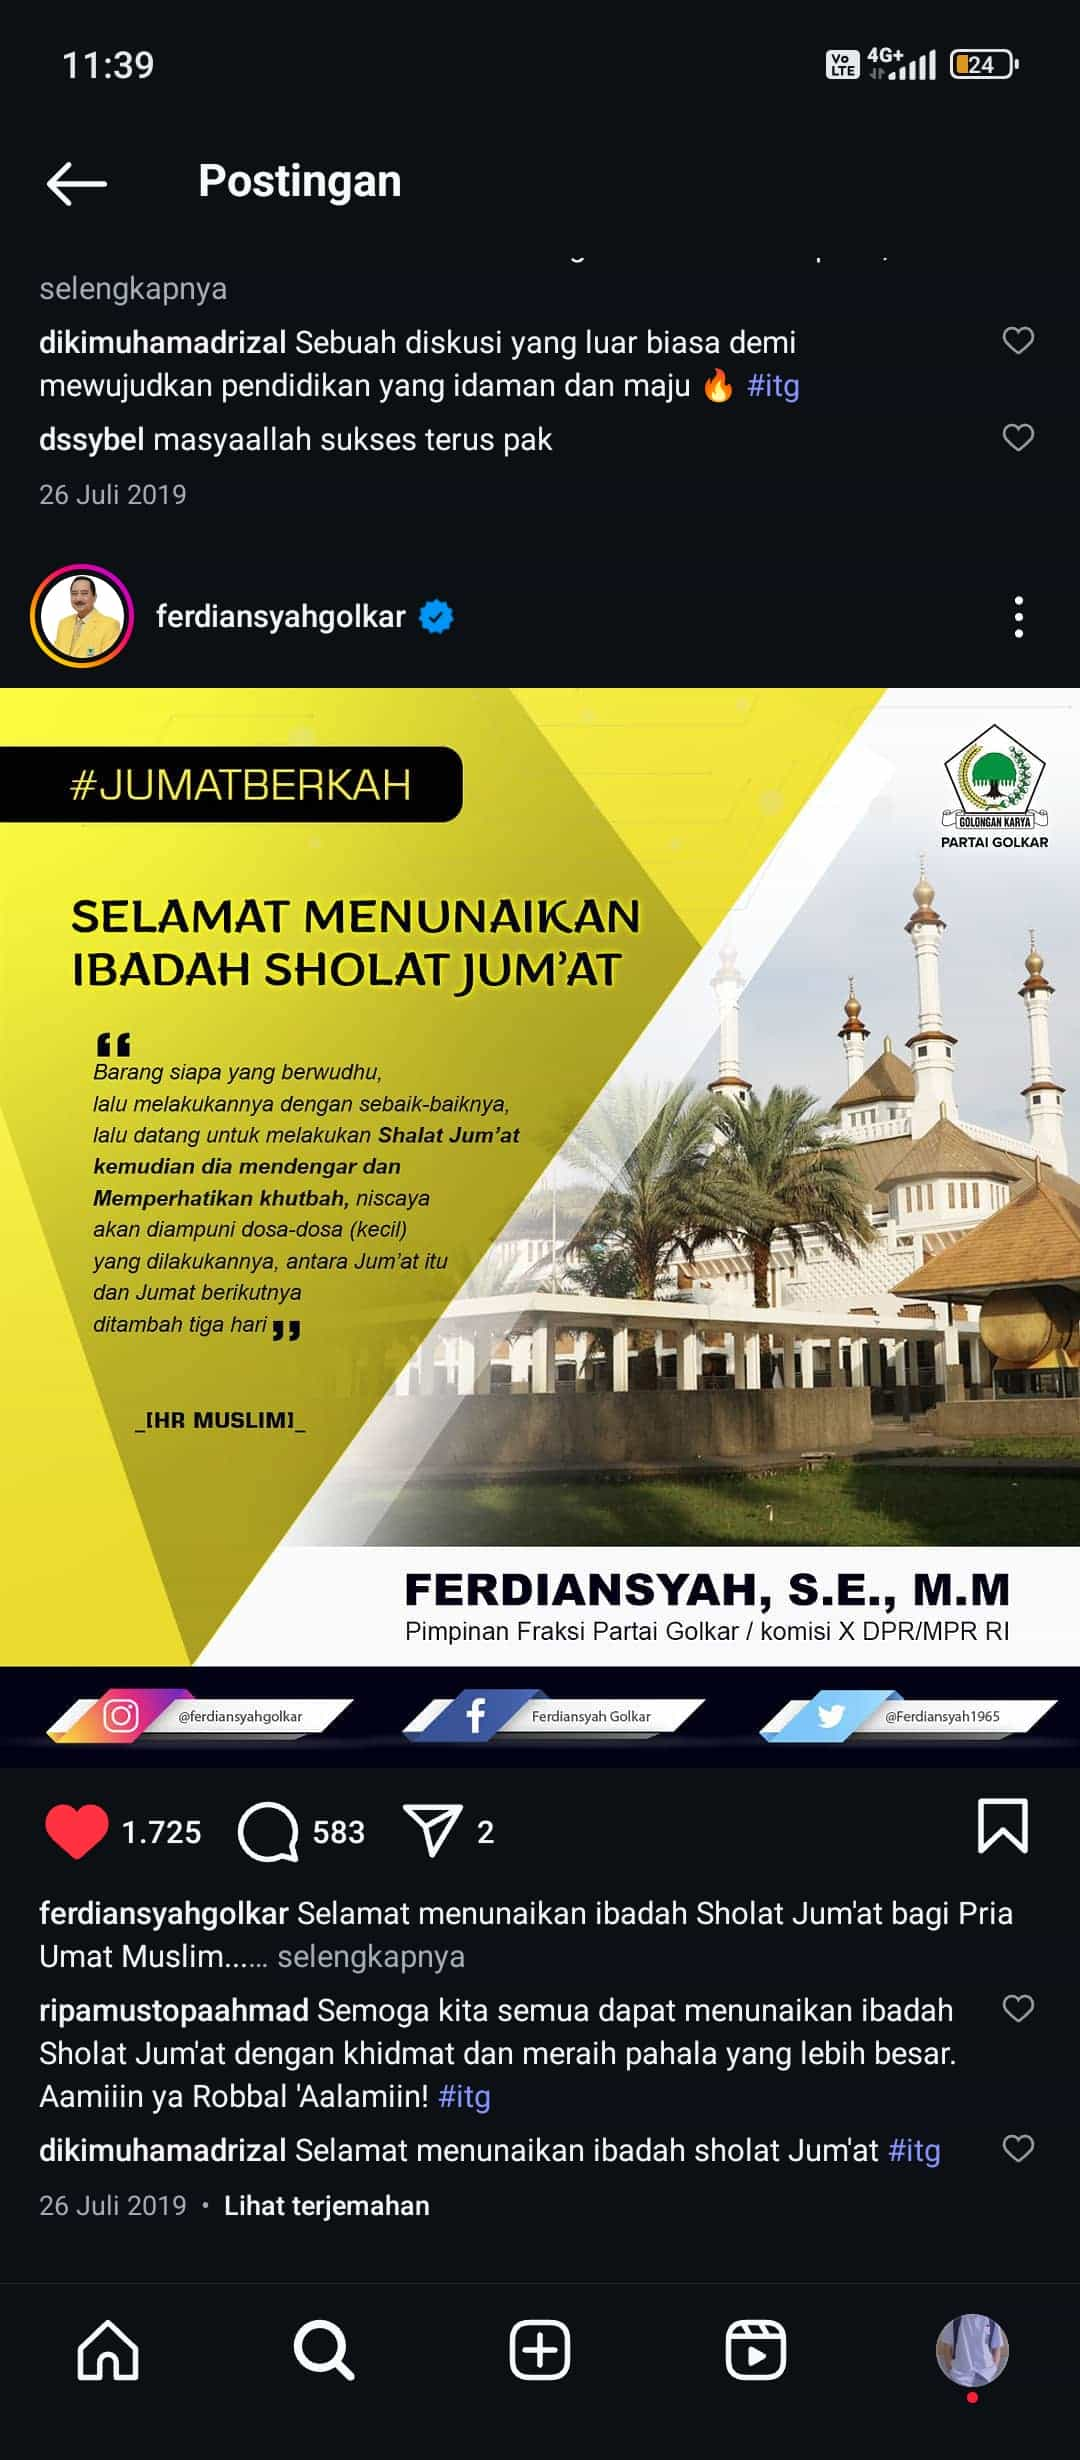 11:39
Vo LTE 4G+ 24
Postingan
selengkapnya
dikimuhamadrizal Sebuah diskusi yang luar biasa demi
mewujudkan pendidikan yang idaman dan maju 🔥 #itg
dssybel masyaallah sukses terus pak
26 Juli 2019
ferdiansyahgolkar
#JUMATBERKAH
GOLONGAN KARYA
PARTAI GOLKAR
SELAMAT MENUNAIKAN
IBADAH SHOLAT JUM’AT
“
Barang siapa yang berwudhu,
lalu melakukannya dengan sebaik-baiknya,
lalu datang untuk melakukan Shalat Jum’at
kemudian dia mendengar dan
Memperhatikan khutbah, niscaya
akan diampuni dosa-dosa (kecil)
yang dilakukannya, antara Jum’at itu
dan Jumat berikutnya
ditambah tiga hari ”
_[HR MUSLIM]_
FERDIANSYAH, S.E., M.M
Pimpinan Fraksi Partai Golkar / komisi X DPR/MPR RI
@ferdiansyahgolkar
Ferdiansyah Golkar
@Ferdiansyah1965
1.725 583 2
ferdiansyahgolkar Selamat menunaikan ibadah Sholat Jum'at bagi Pria
Umat Muslim...... selengkapnya
ripamustopaahmad Semoga kita semua dapat menunaikan ibadah
Sholat Jum'at dengan khidmat dan meraih pahala yang lebih besar.
Aamiiin ya Robbal 'Aalamiin! #itg
dikimuhamadrizal Selamat menunaikan ibadah sholat Jum'at #itg
26 Juli 2019 • Lihat terjemahan